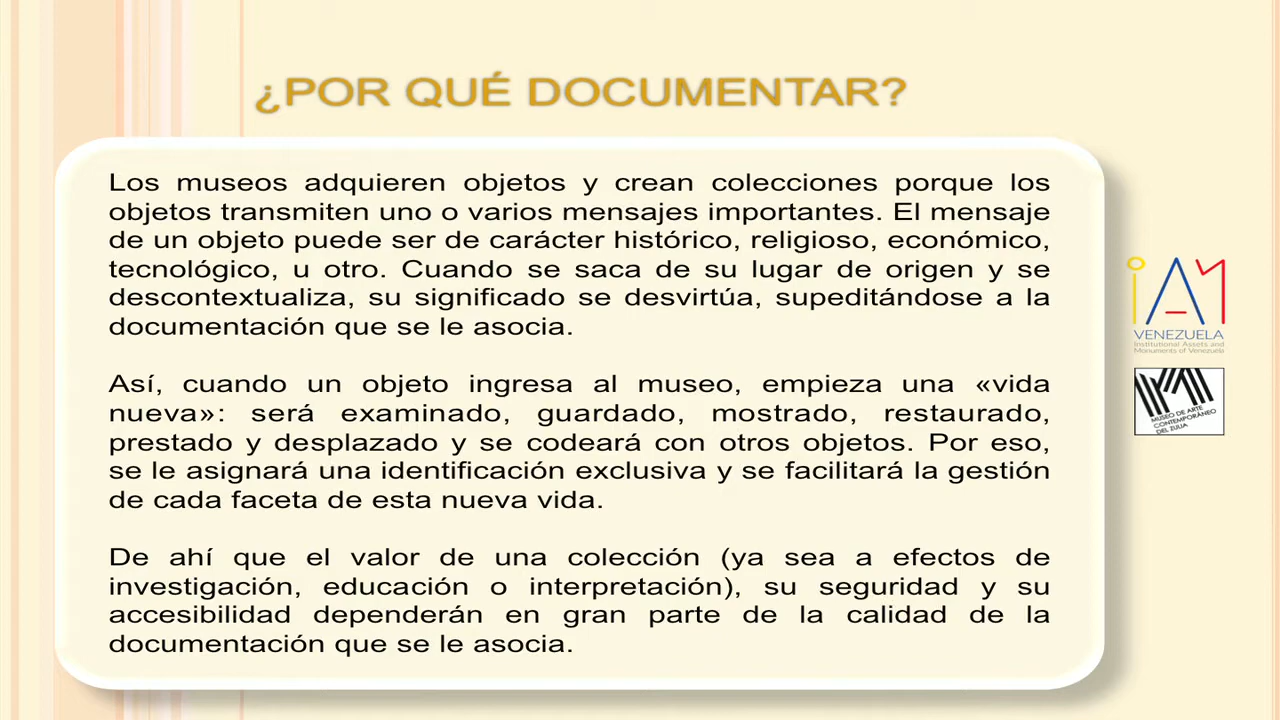 ¿POR QUÉ DOCUMENTAR?
Los museos adquieren objetos y crean colecciones porque los
objetos transmiten uno o varios mensajes importantes. El mensaje
de un objeto puede ser de carácter histórico, religioso, económico,
tecnológico, u otro. Cuando se saca de su lugar de origen y se
descontextualiza, su significado se desvirtúa, supeditándose a la
documentación que se le asocia.
Así, cuando un objeto ingresa al museo, empieza una «vida
nueva»: será examinado, guardado, mostrado, restaurado,
prestado y desplazado y se codeará con otros objetos. Por eso,
se le asignará una identificación exclusiva y se facilitará la gestión
de cada faceta de esta nueva vida.
De ahí que el valor de una colección (ya sea a efectos de
investigación, educación o interpretación), su seguridad y su
accesibilidad dependerán en gran parte de la calidad de la
documentación que se le asocia.
iAM
VENEZUELA
Institutional Assets and
Monuments of Venezuela
MUSEO DE ARTE
CONTEMPORÁNEO
DEL ZULIA